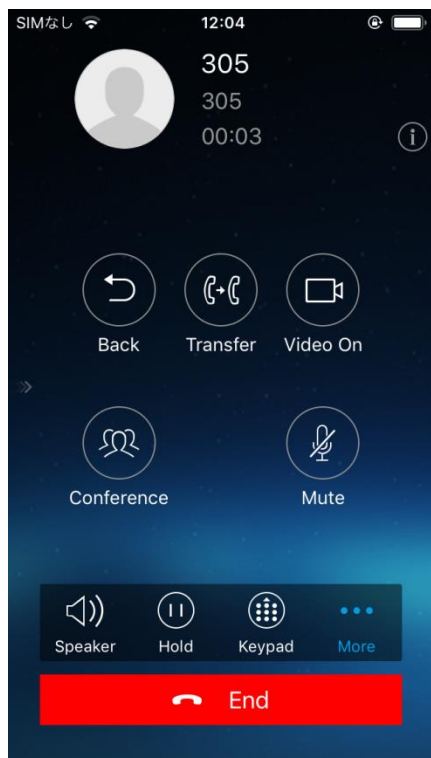 SIMなし 12:04
305
305
00:03
i
Back Transfer Video On
Conference Mute
Speaker Hold Keypad More
End